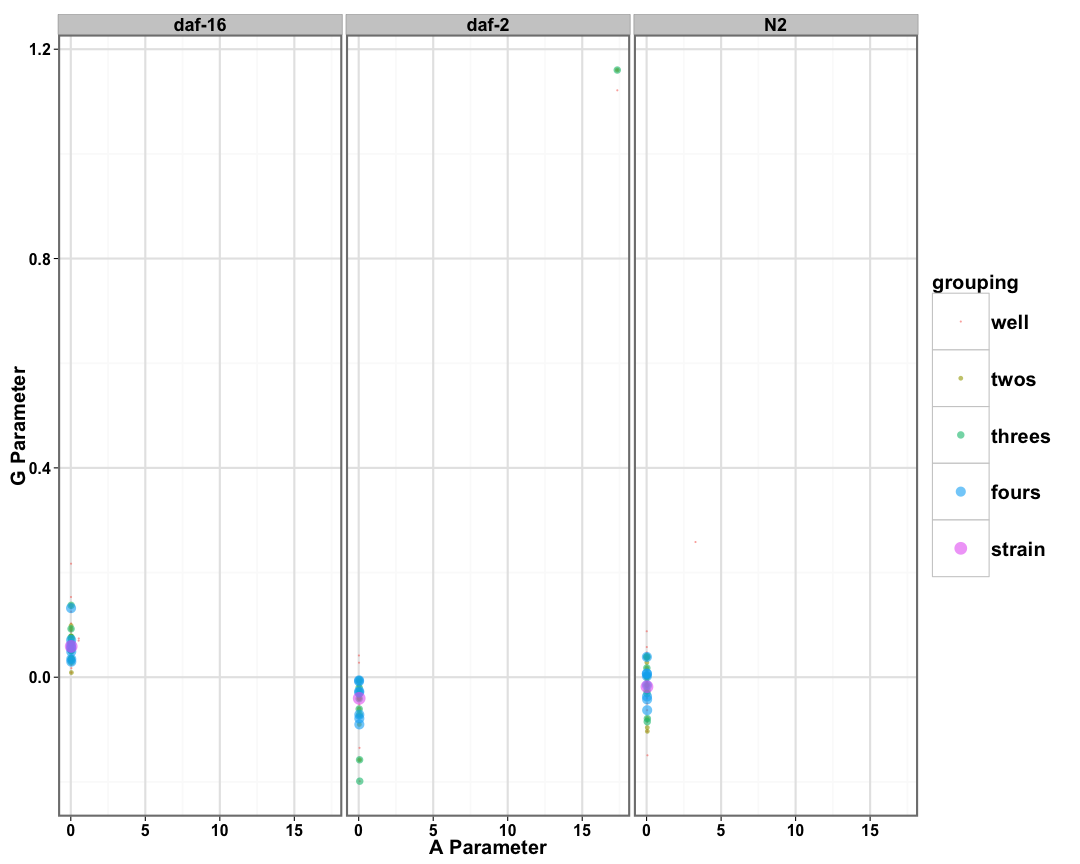 daf-16 daf-2 N2
1.2
0.8
0.4
0.0
G Parameter
0 5 10 15 0 5 10 15 0 5 10 15
A Parameter
grouping
well
twos
threes
fours
strain